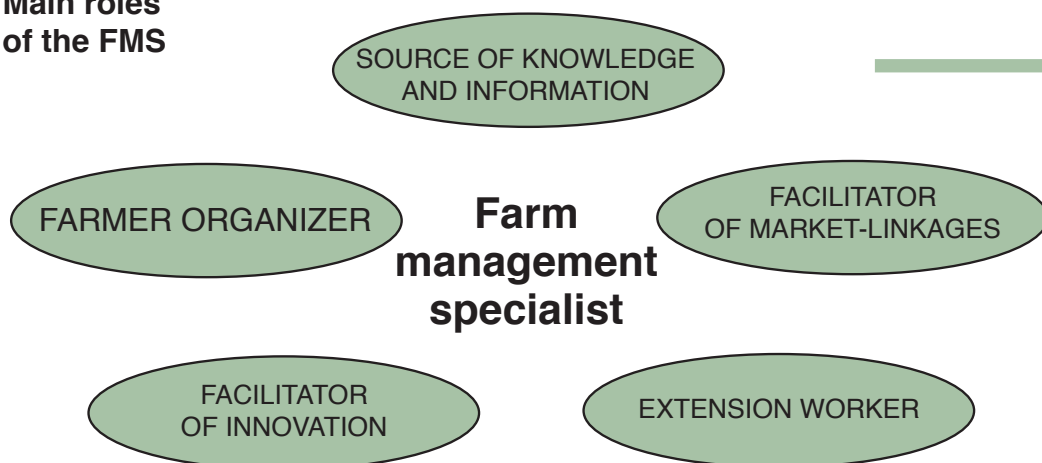 Main roles
of the FMS
SOURCE OF KNOWLEDGE
AND INFORMATION
FARMER ORGANIZER
Farm
management
specialist
FACILITATOR
OF MARKET-LINKAGES
FACILITATOR
OF INNOVATION
EXTENSION WORKER